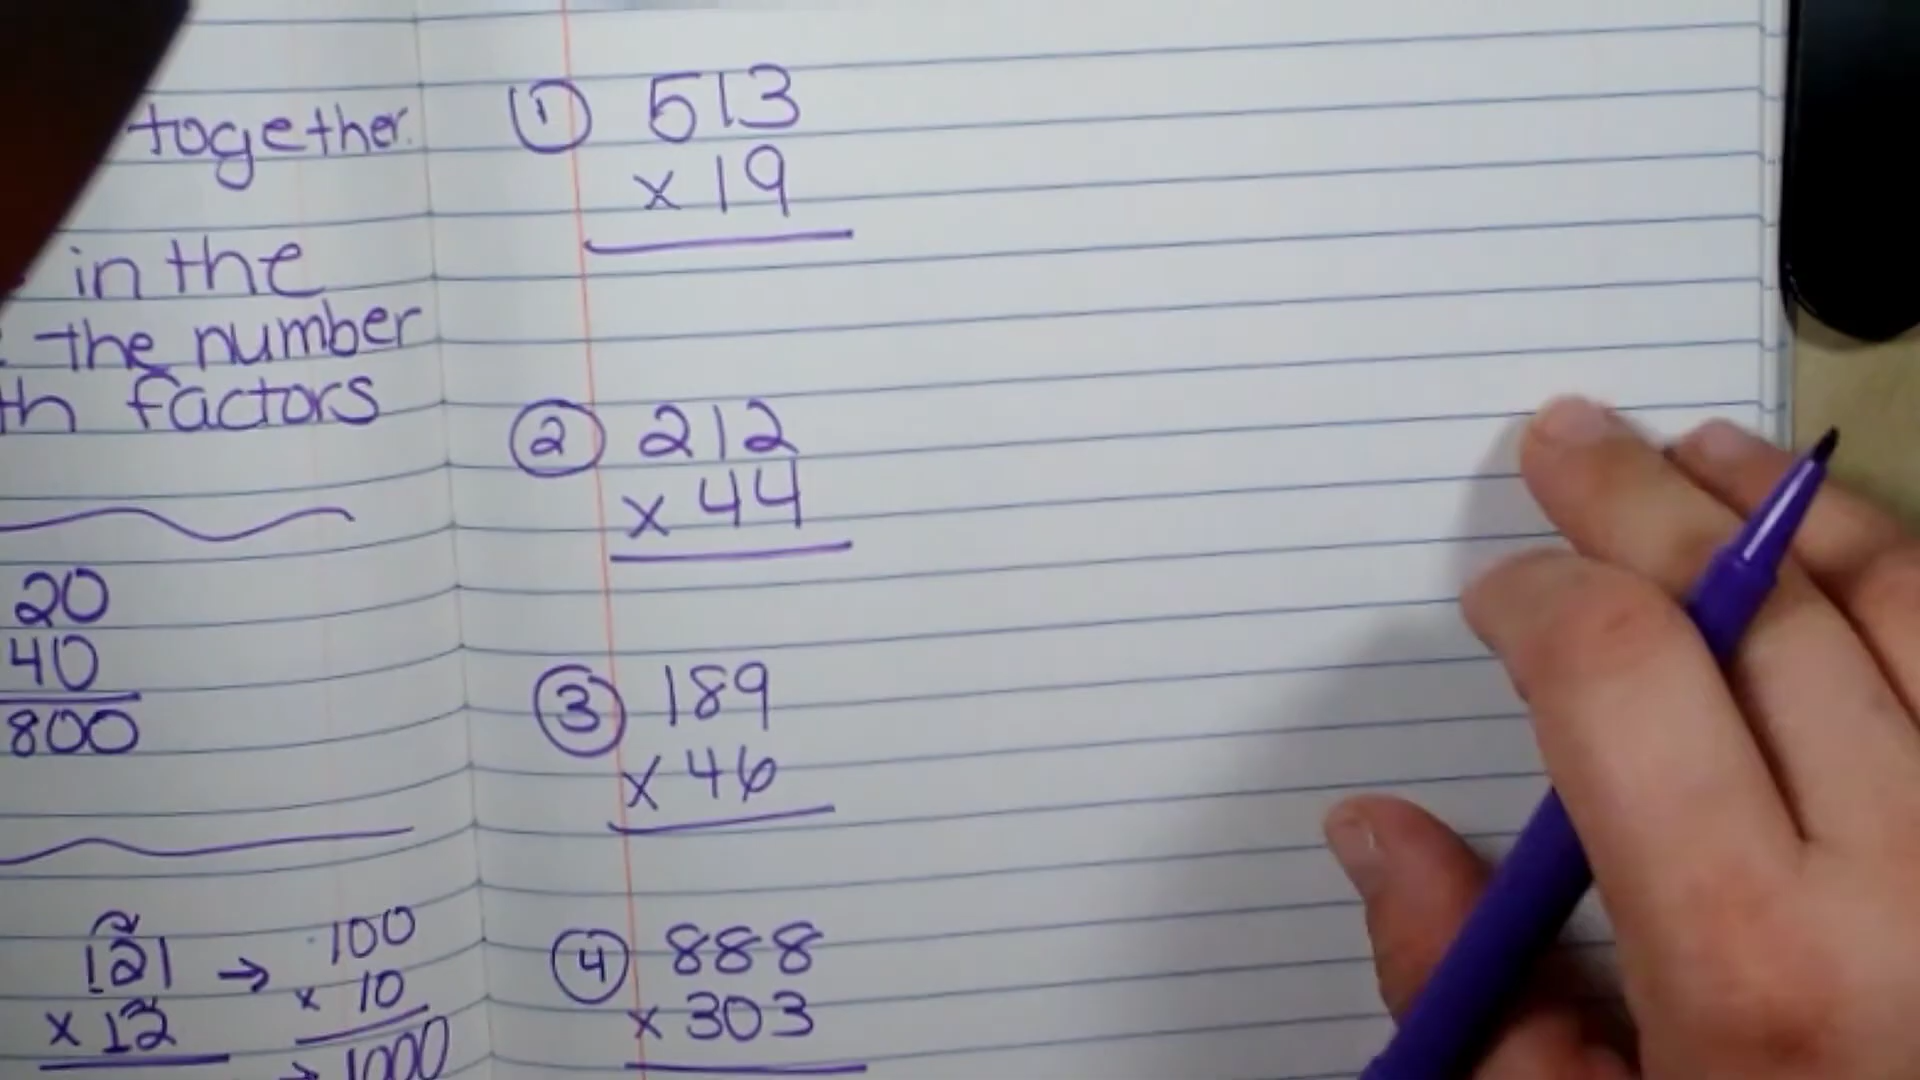 together.
in the
the number
factors
20
40
800
121 → 100
x 12 x 10
→ 1000
① 513
x 19
② 212
x 44
③ 189
x 46
④ 888
x 303